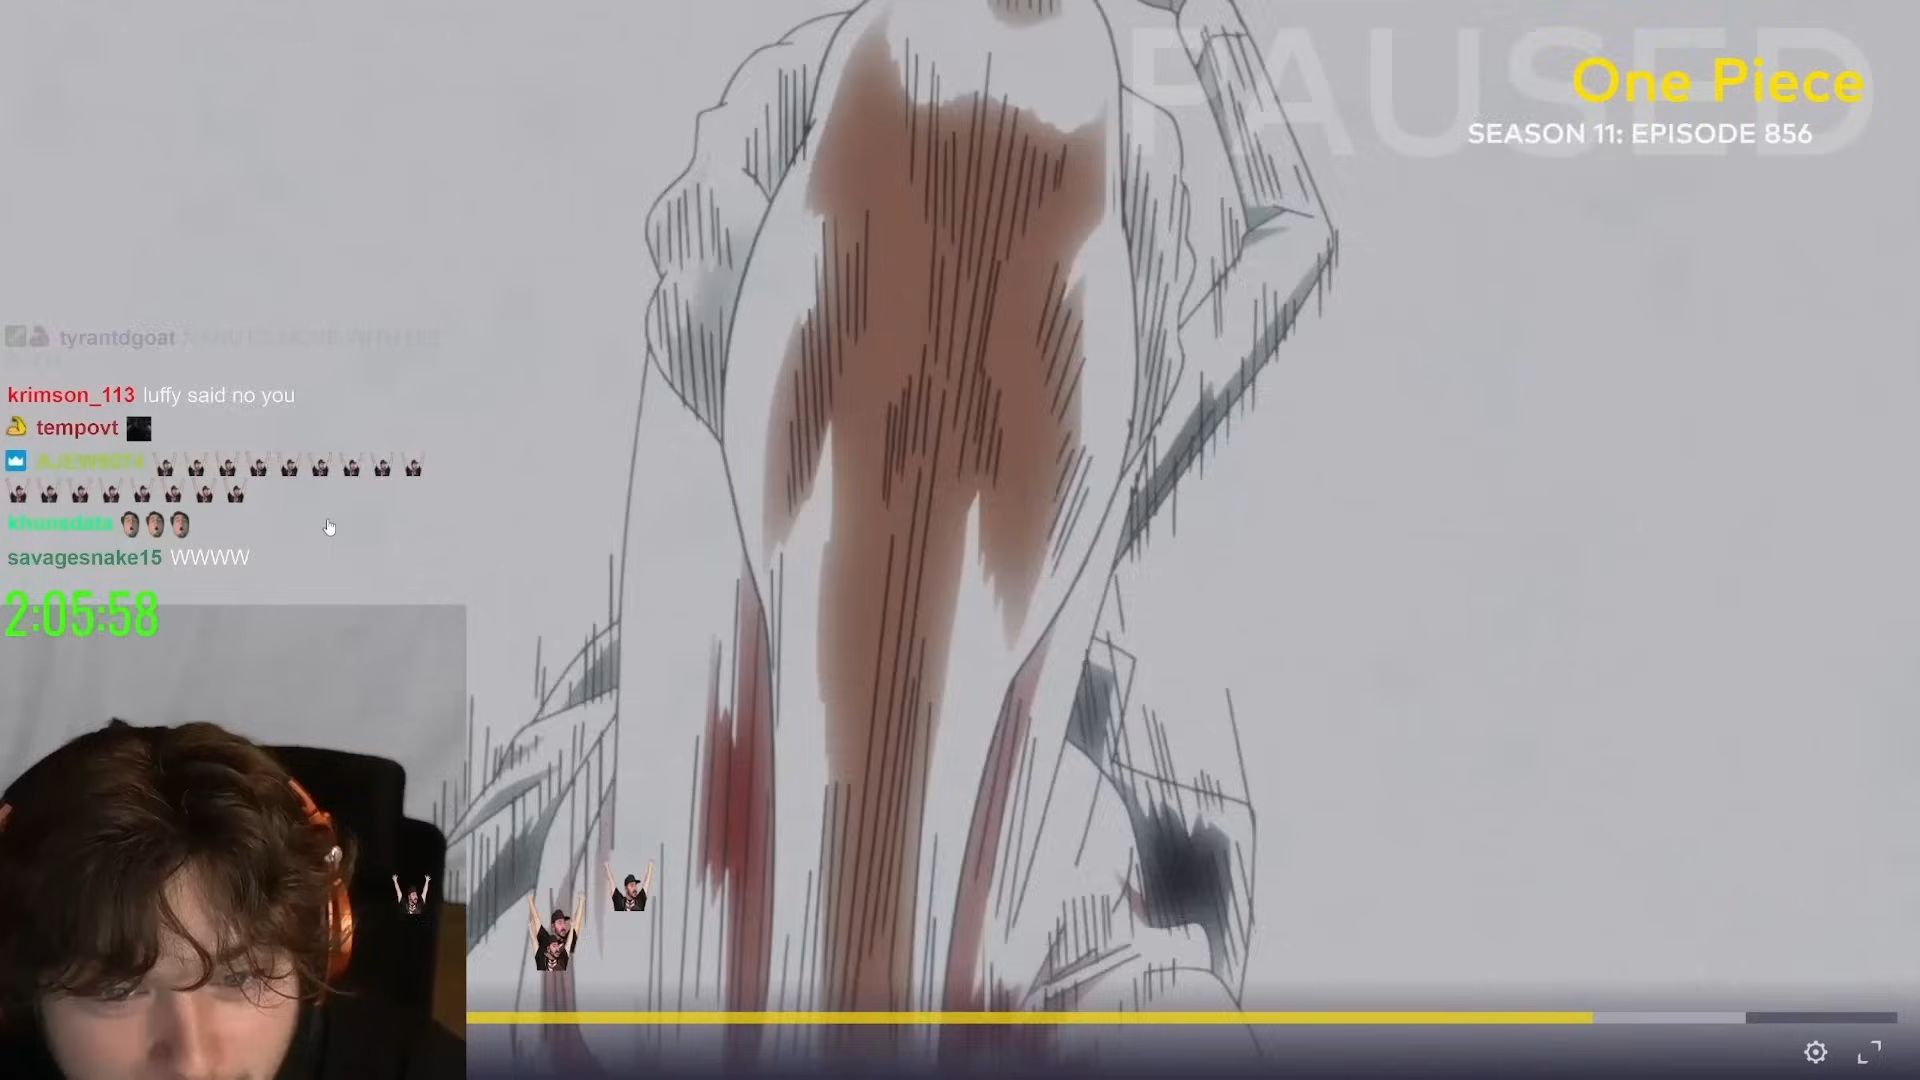 PAUSED
One Piece
SEASON 11: EPISODE 856
tyrantdgoat
krimson_113 luffy said no you
tempovt
khunsdata
savagesnake15 WWWW
2:05:58